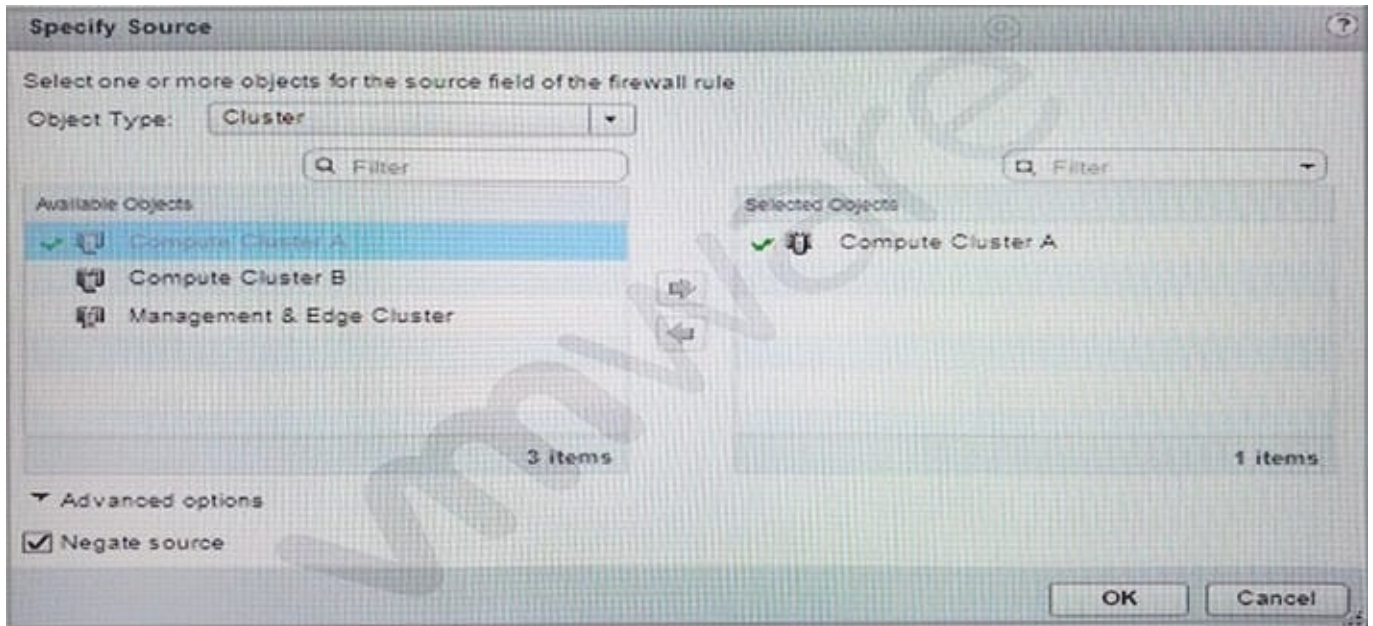 Specify Source
?
Select one or more objects for the source field of the firewall rule
Object Type: Cluster
Filter
Filter
Available Objects
Selected Objects
Compute Cluster A
Compute Cluster A
Compute Cluster B
Management & Edge Cluster
3 items
1 items
Advanced options
Negate source
OK Cancel
vmware